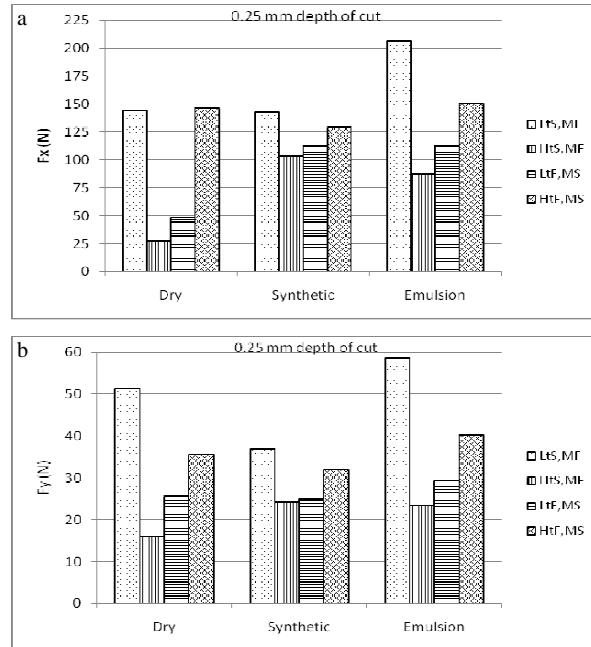 a
0.25 mm depth of cut
225
200
175
150
125
100
75
50
25
0
Fx (N)
Dry
Synthetic
Emulsion
LtS, MF
HtS, MF
LtF, MS
HtF, MS
b
0.25 mm depth of cut
60
50
40
30
20
10
0
Fy (N)
Dry
Synthetic
Emulsion
LtS, MF
HtS, MF
LtF, MS
HtF, MS